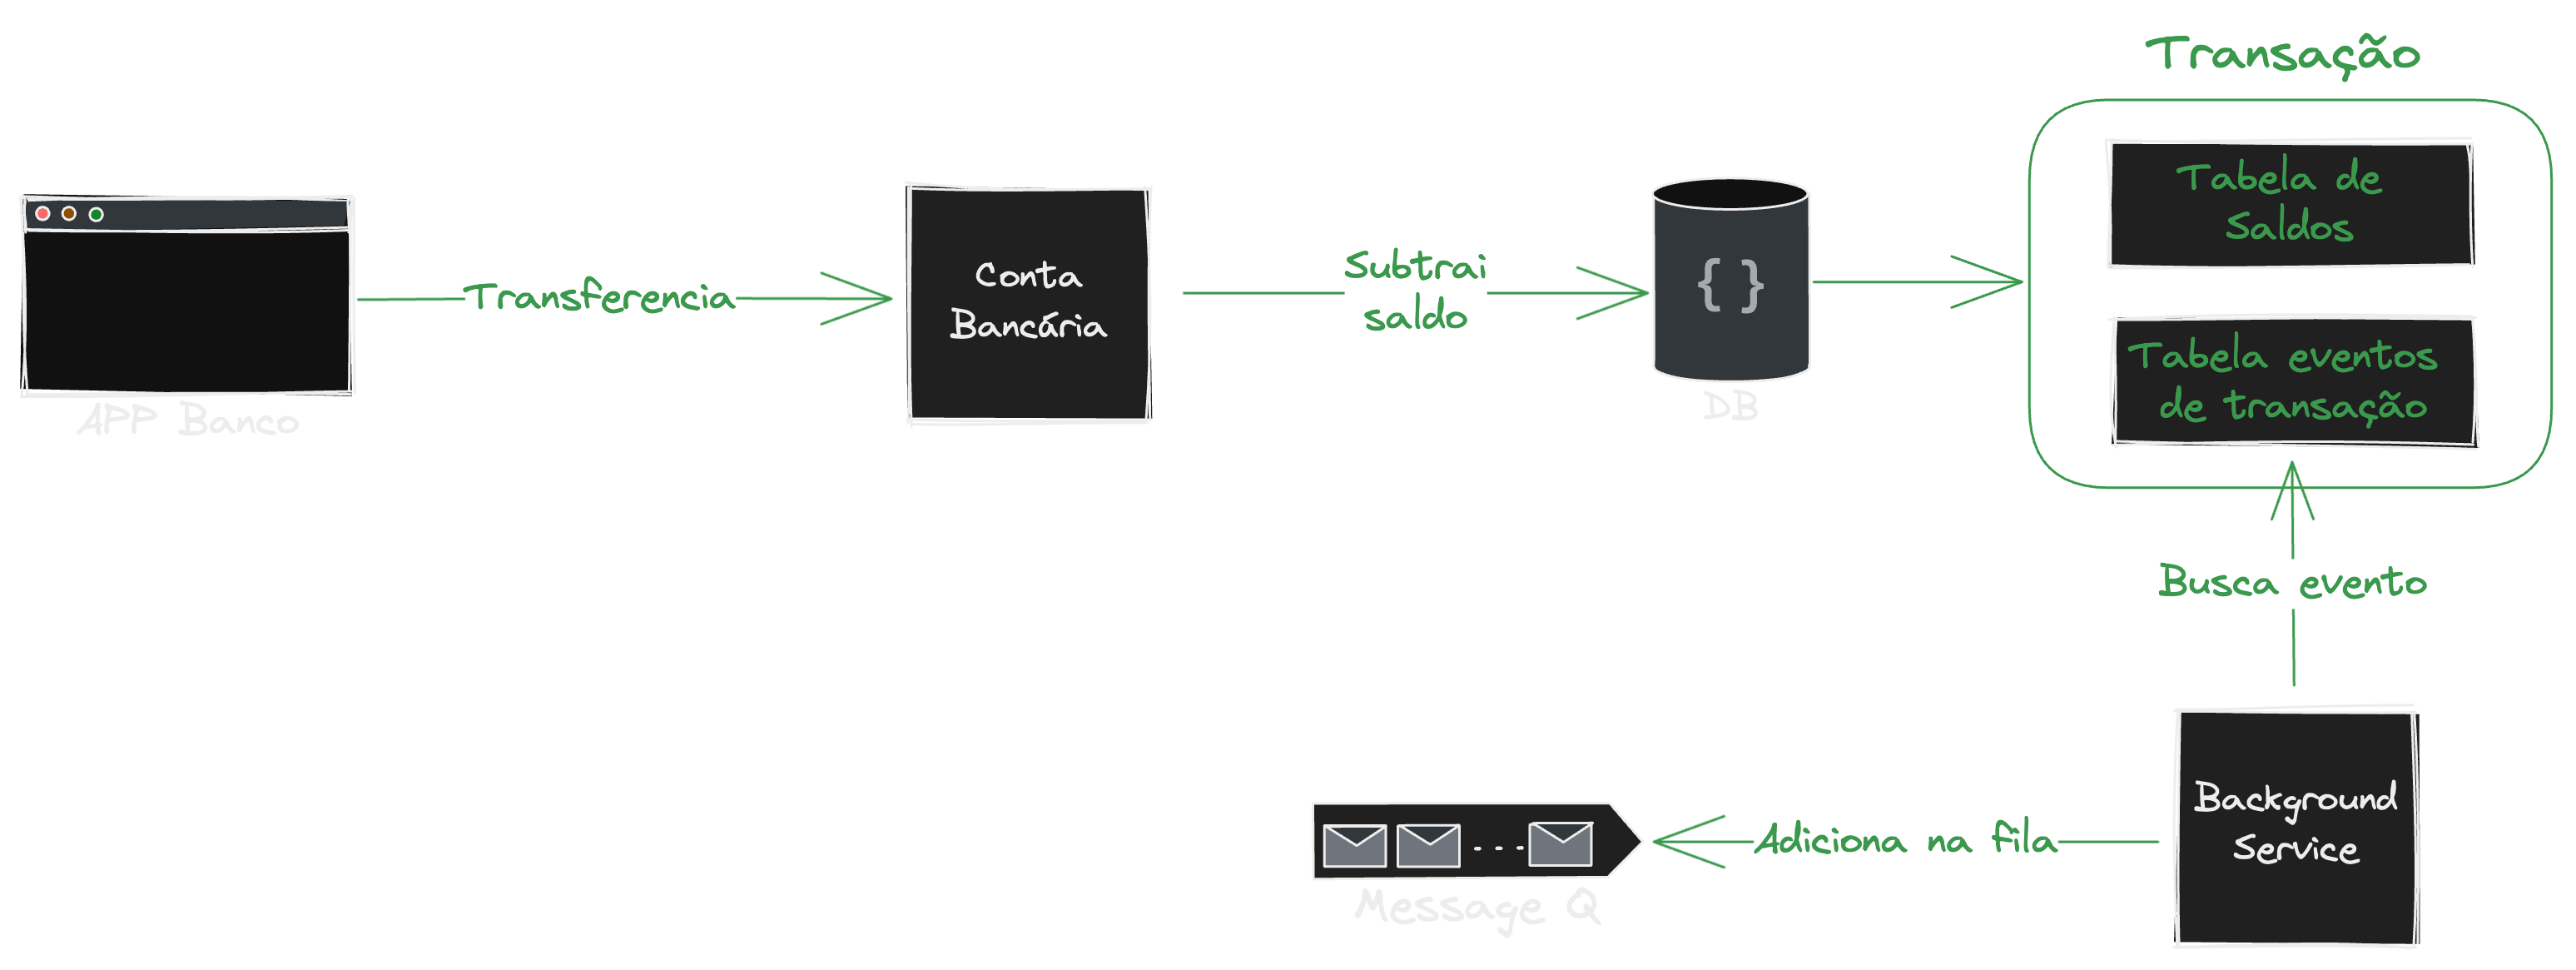 Transação
Tabela de
Saldos
Transferencia
Conta
Bancária
Subtrai
saldo
{ }
Tabela eventos
de transação
APP Banco
DB
Busca evento
Background
Service
Adiciona na fila
Message Q